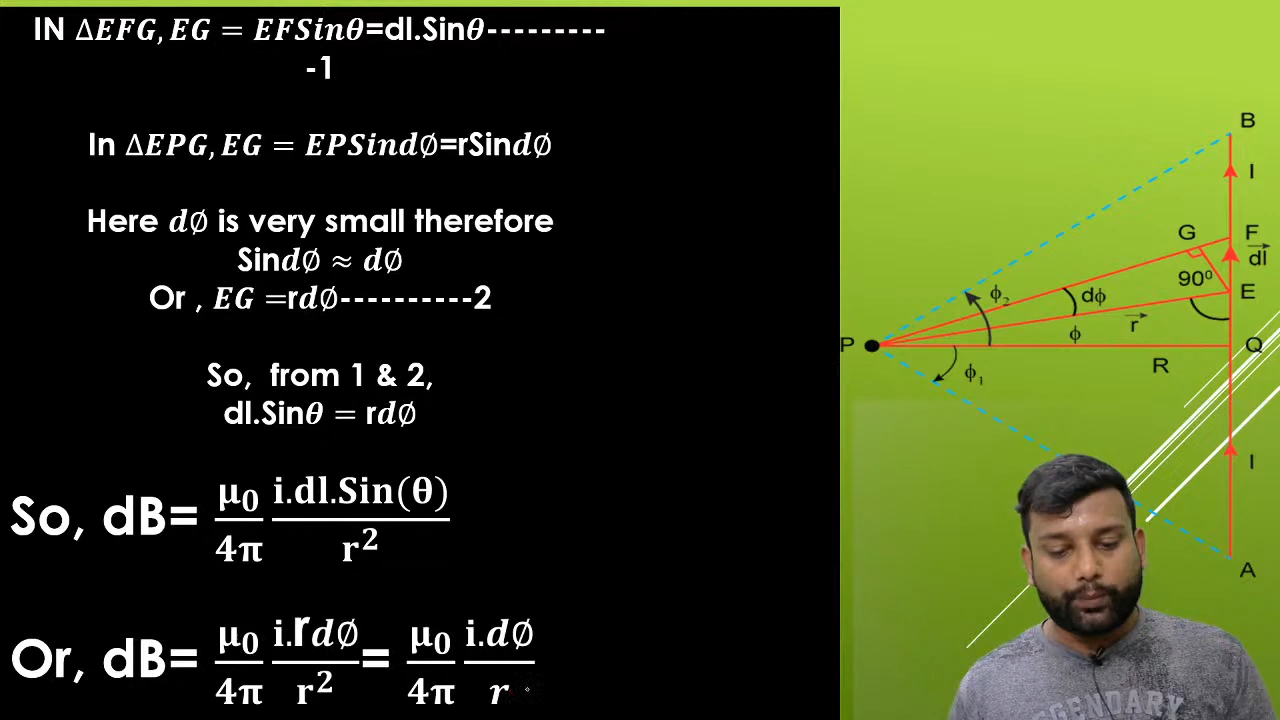 IN ΔEFG, EG = EFSinθ=dl.Sinθ---------
-1
In ΔEPG, EG = EPSind∅=rSind∅
Here d∅ is very small therefore
Sind∅ ≈ d∅
Or , EG =rd∅----------2
So, from 1 & 2,
dl.Sinθ = rd∅
So, dB= μ₀/4π i.dl.Sin(θ)/r²
Or, dB= μ₀/4π i.rd∅/r² = μ₀/4π i.d∅/r
B
I
G
F
dl
90⁰
E
ϕ₂
dϕ
r
ϕ
P
Q
R
ϕ₁
I
A
LEGENDARY